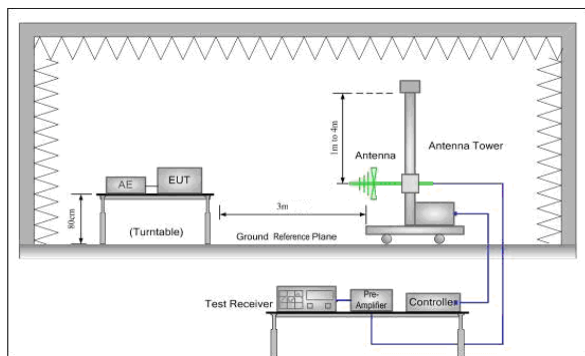 1m to 4m
Antenna
Antenna Tower
AE
EUT
80cm
3m
(Turntable)
Ground Reference Plane
Test Receiver
Pre-
Amplifier
Controller